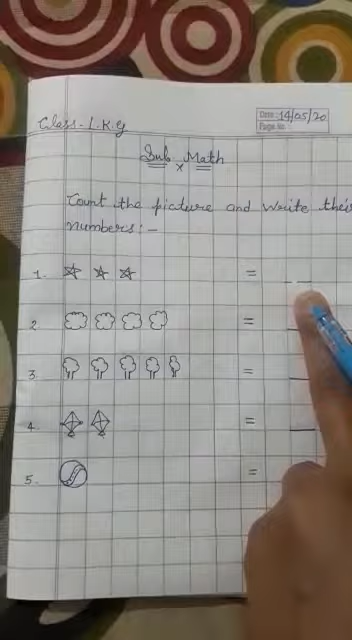 Class - L.K.G
Date: 14/05/20
Page No.
Sub x Math
Count the picture and write their
numbers:-
1. =
2. =
3. =
4. =
5. =